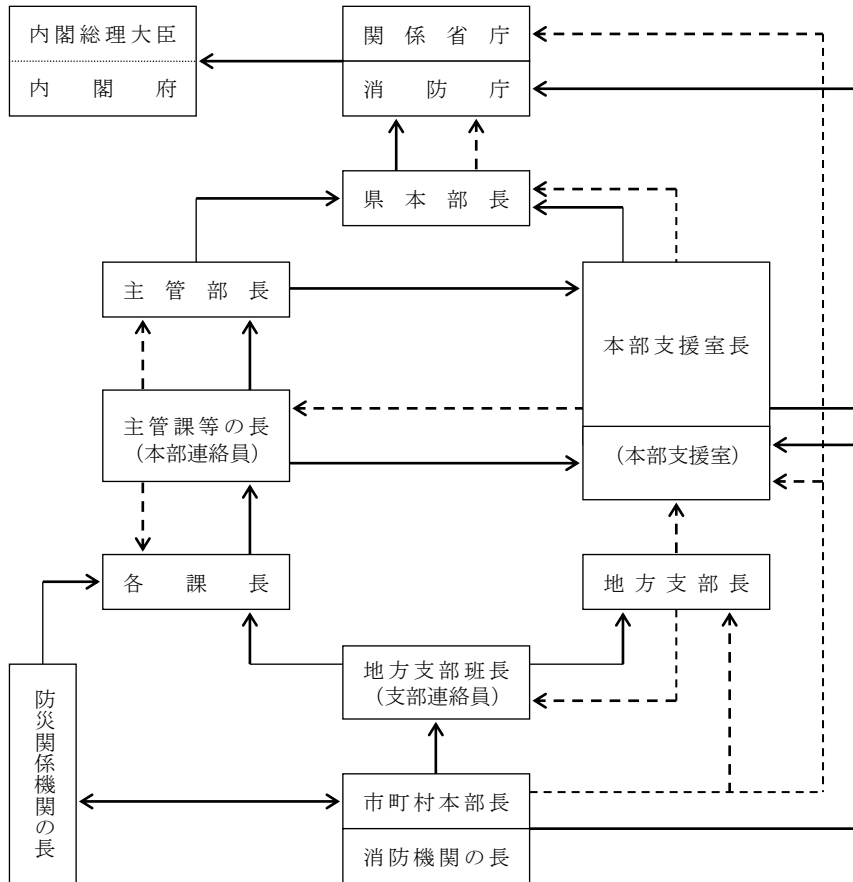 内閣総理大臣
内閣府
関係省庁
消防庁
県本部長
主管部長
本部支援室長
主管課等の長
（本部連絡員）
（本部支援室）
各課長
地方支部長
地方支部班長
（支部連絡員）
防災関係機関の長
市町村本部長
消防機関の長